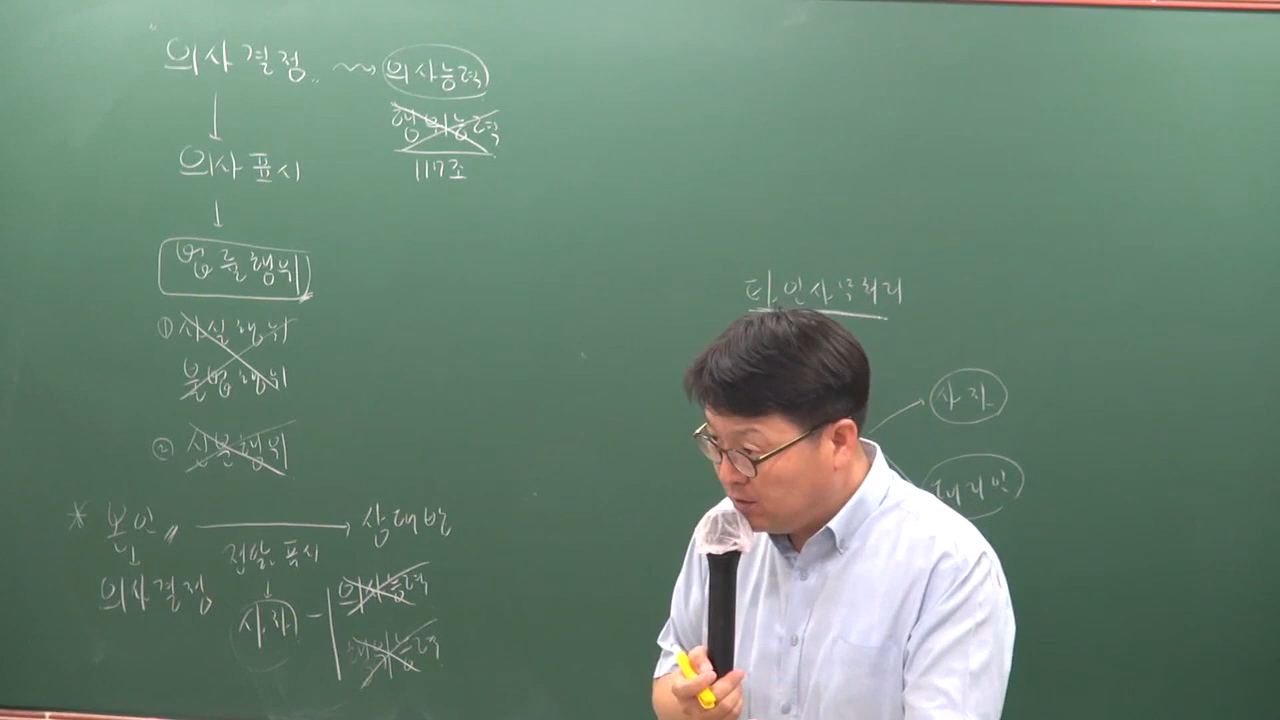 의사결정 → 의사능력
행위능력
117조
↓
의사표시
↓
법률행위
① 사실행위
불법행위
② 신분행위
* 본인 → 상대방
전달, 표시
의사결정
↓
사자
의사능력
행위능력
타인사무처리
사자
대리인